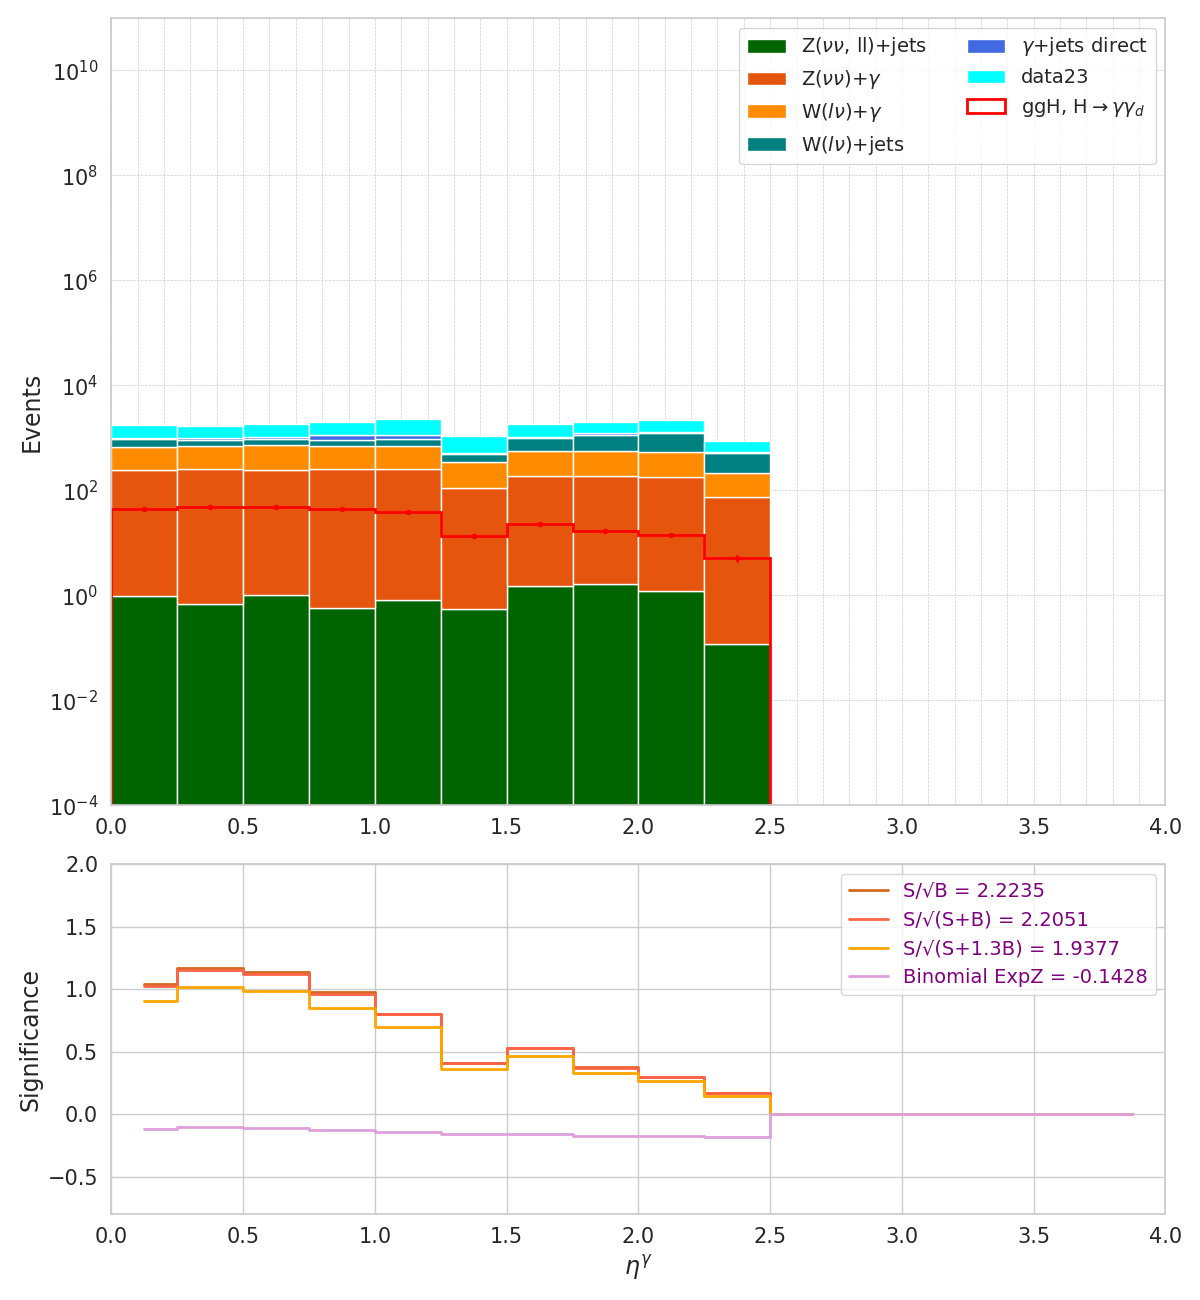 Z(νν, ll)+jets
Z(νν)+γ
W(lν)+γ
W(lν)+jets
γ+jets direct
data23
ggH, H→γγ_d
10^10
10^8
10^6
10^4
10^2
10^0
10^−2
10^−4
Events
0.0 0.5 1.0 1.5 2.0 2.5 3.0 3.5 4.0
S/√B = 2.2235
S/√(S+B) = 2.2051
S/√(S+1.3B) = 1.9377
Binomial ExpZ = -0.1428
2.0
1.5
1.0
0.5
0.0
−0.5
Significance
0.0 0.5 1.0 1.5 2.0 2.5 3.0 3.5 4.0
η^γ